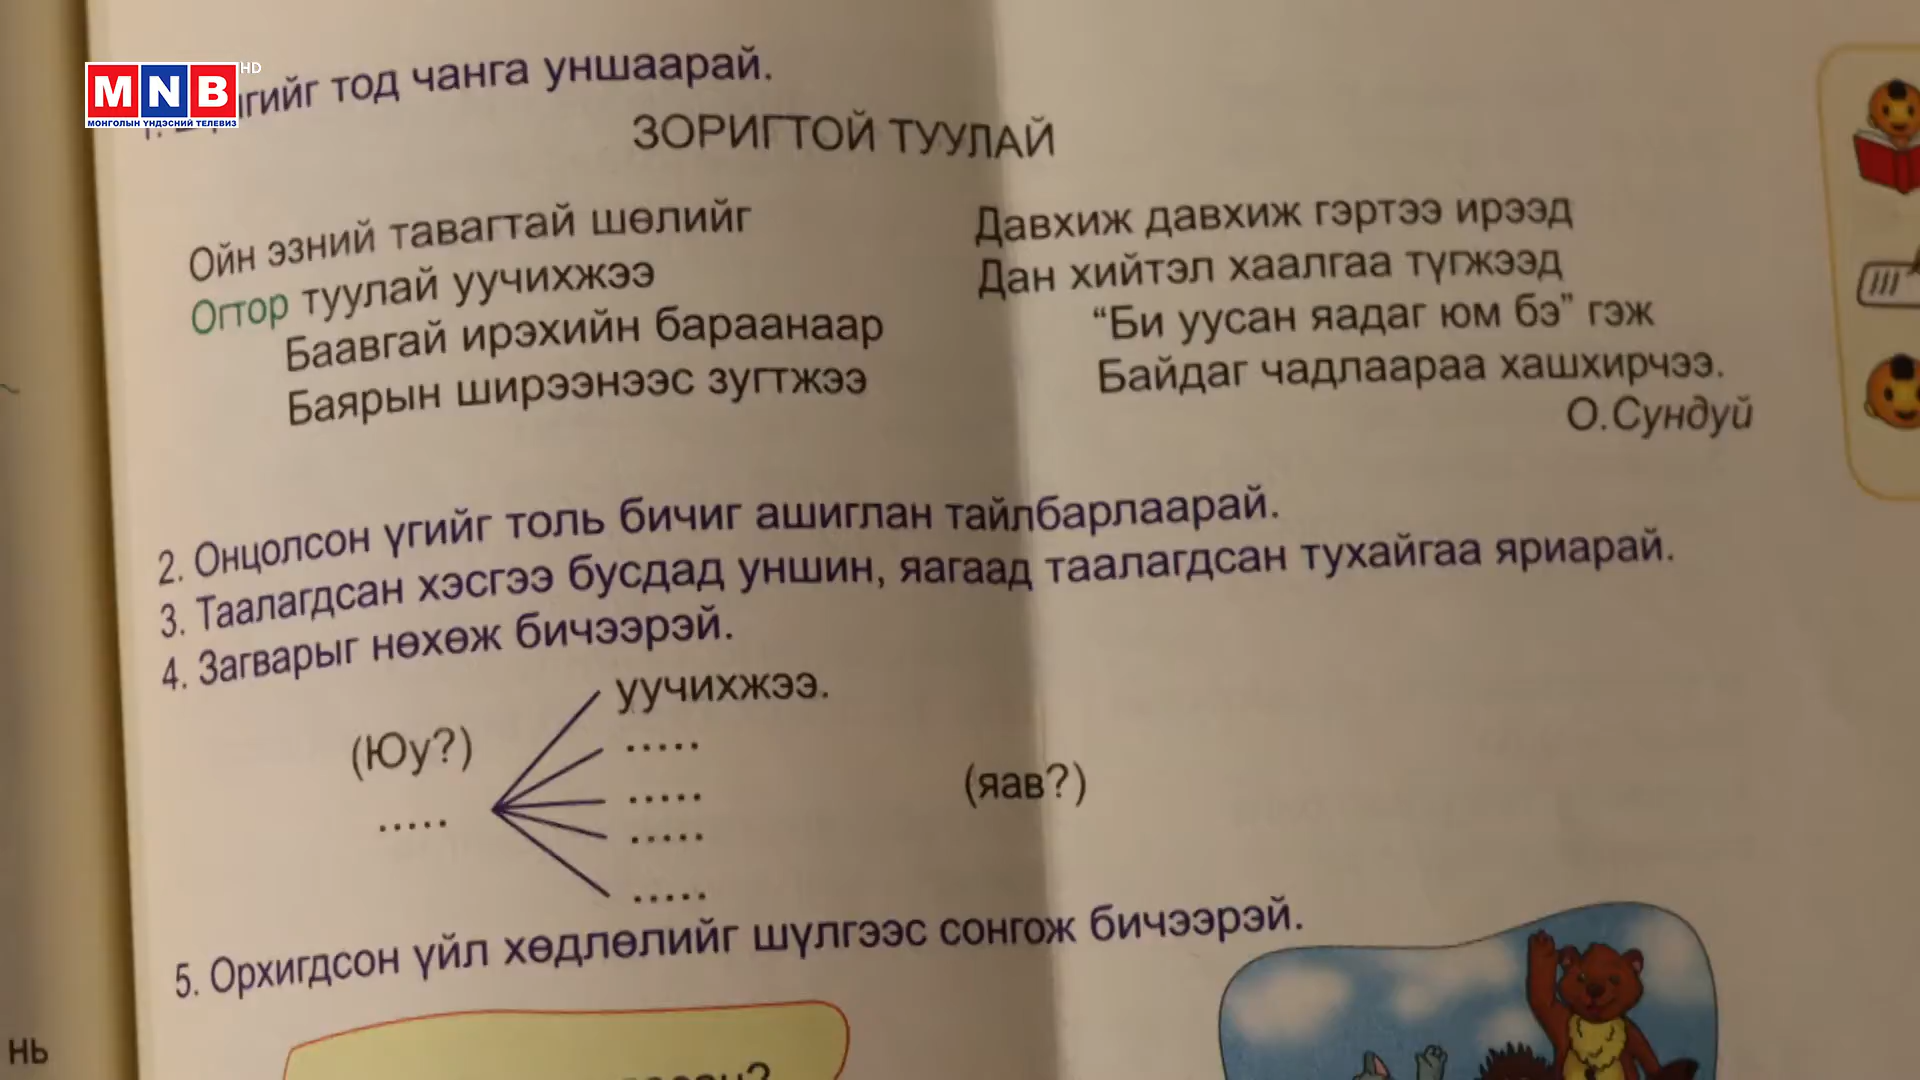 MNB HD
МОНГОЛЫН ҮНДЭСНИЙ ТЕЛЕВИЗ
тод чанга уншаарай.
ЗОРИГТОЙ ТУУЛАЙ
Ойн эзний тавагтай шөлийг
Огтор туулай уучихжээ
Баавгай ирэхийн бараанаар
Баярын ширээнээс зугтжээ
Давхиж давхиж гэртээ ирээд
Дан хийтэл хаалгаа түгжээд
“Би уусан яадаг юм бэ” гэж
Байдаг чадлаараа хашхирчээ.
О.Сундуй
2. Онцолсон үгийг толь бичиг ашиглан тайлбарлаарай.
3. Таалагдсан хэсгээ бусдад уншин, яагаад таалагдсан тухайгаа яриарай.
4. Загварыг нөхөж бичээрэй.
(Юу?)
.....
уучихжээ.
.....
.....
.....
.....
(яав?)
5. Орхигдсон үйл хөдлөлийг шүлгээс сонгож бичээрэй.
нь